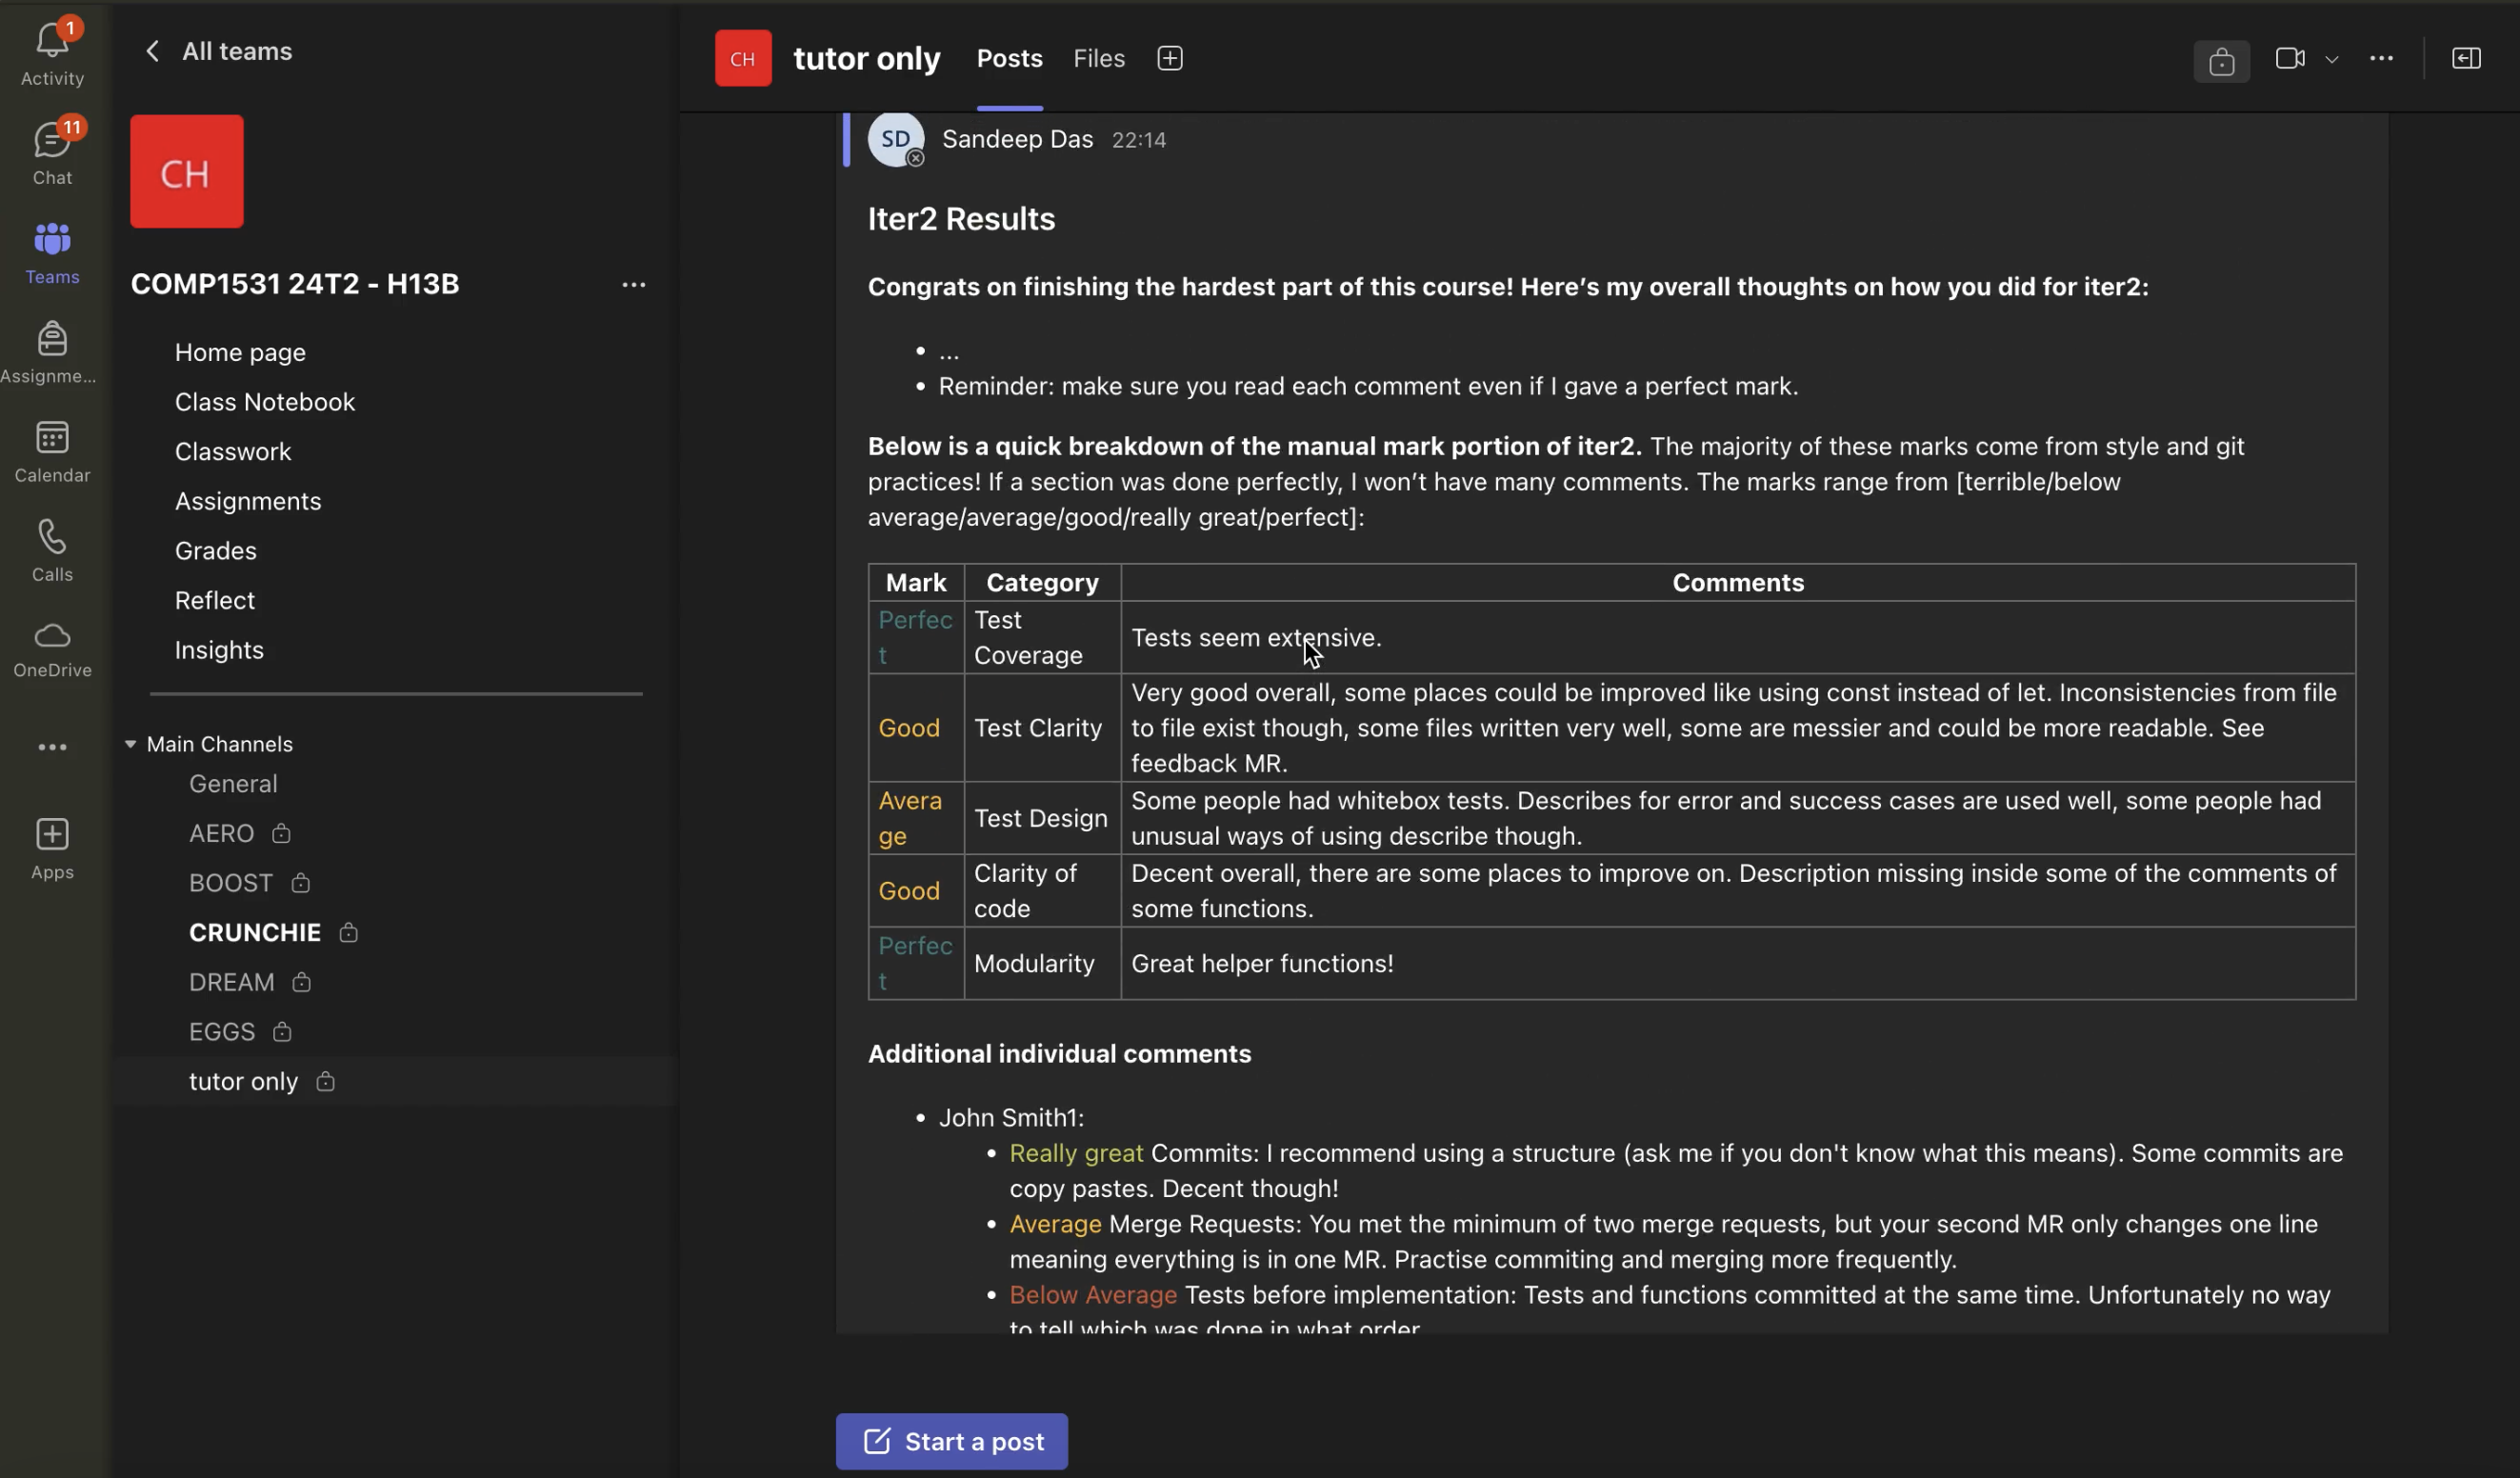 1
Activity
11
Chat
Teams
Assignme...
Calendar
Calls
OneDrive
Apps
All teams
CH
COMP1531 24T2 - H13B
Home page
Class Notebook
Classwork
Assignments
Grades
Reflect
Insights
Main Channels
General
AERO
BOOST
CRUNCHIE
DREAM
EGGS
tutor only
CH
tutor only
Posts
Files
SD
Sandeep Das 22:14
Iter2 Results
Congrats on finishing the hardest part of this course! Here's my overall thoughts on how you did for iter2:
• ...
• Reminder: make sure you read each comment even if I gave a perfect mark.
Below is a quick breakdown of the manual mark portion of iter2. The majority of these marks come from style and git
practices! If a section was done perfectly, I won't have many comments. The marks range from [terrible/below
average/average/good/really great/perfect]:
Mark
Category
Comments
Perfec
t
Test
Coverage
Tests seem extensive.
Good
Test Clarity
Very good overall, some places could be improved like using const instead of let. Inconsistencies from file
to file exist though, some files written very well, some are messier and could be more readable. See
feedback MR.
Avera
ge
Test Design
Some people had whitebox tests. Describes for error and success cases are used well, some people had
unusual ways of using describe though.
Good
Clarity of
code
Decent overall, there are some places to improve on. Description missing inside some of the comments of
some functions.
Perfec
t
Modularity
Great helper functions!
Additional individual comments
• John Smith1:
• Really great Commits: I recommend using a structure (ask me if you don't know what this means). Some commits are
copy pastes. Decent though!
• Average Merge Requests: You met the minimum of two merge requests, but your second MR only changes one line
meaning everything is in one MR. Practise commiting and merging more frequently.
• Below Average Tests before implementation: Tests and functions committed at the same time. Unfortunately no way
to tell which was done in what order
Start a post